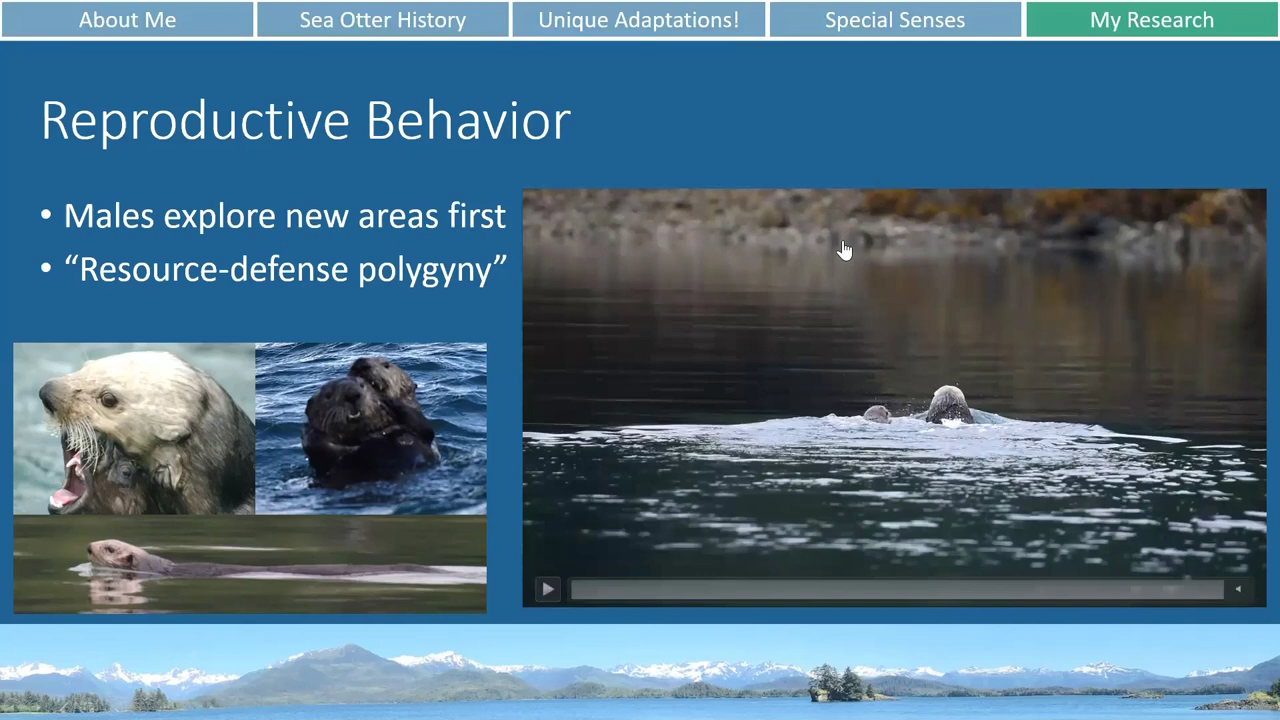 About Me
Sea Otter History
Unique Adaptations!
Special Senses
My Research
Reproductive Behavior
• Males explore new areas first
• “Resource-defense polygyny”